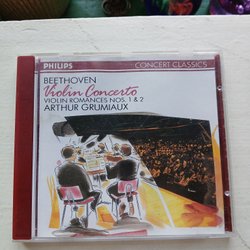 PHILIPS
CONCERT CLASSICS
BEETHOVEN
Violin Concerto
VIOLIN ROMANCES NOS. 1 & 2
ARTHUR GRUMIAUX